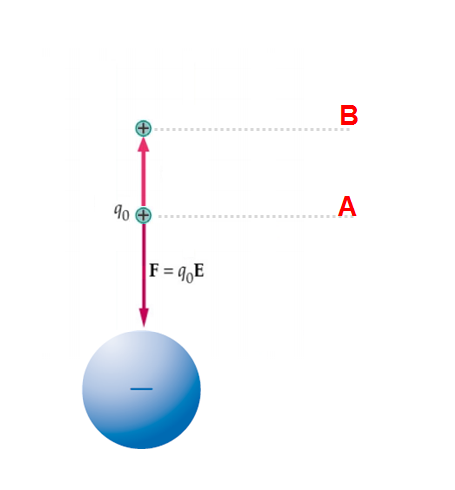 +
B
q₀ +
A
F = q₀E
−